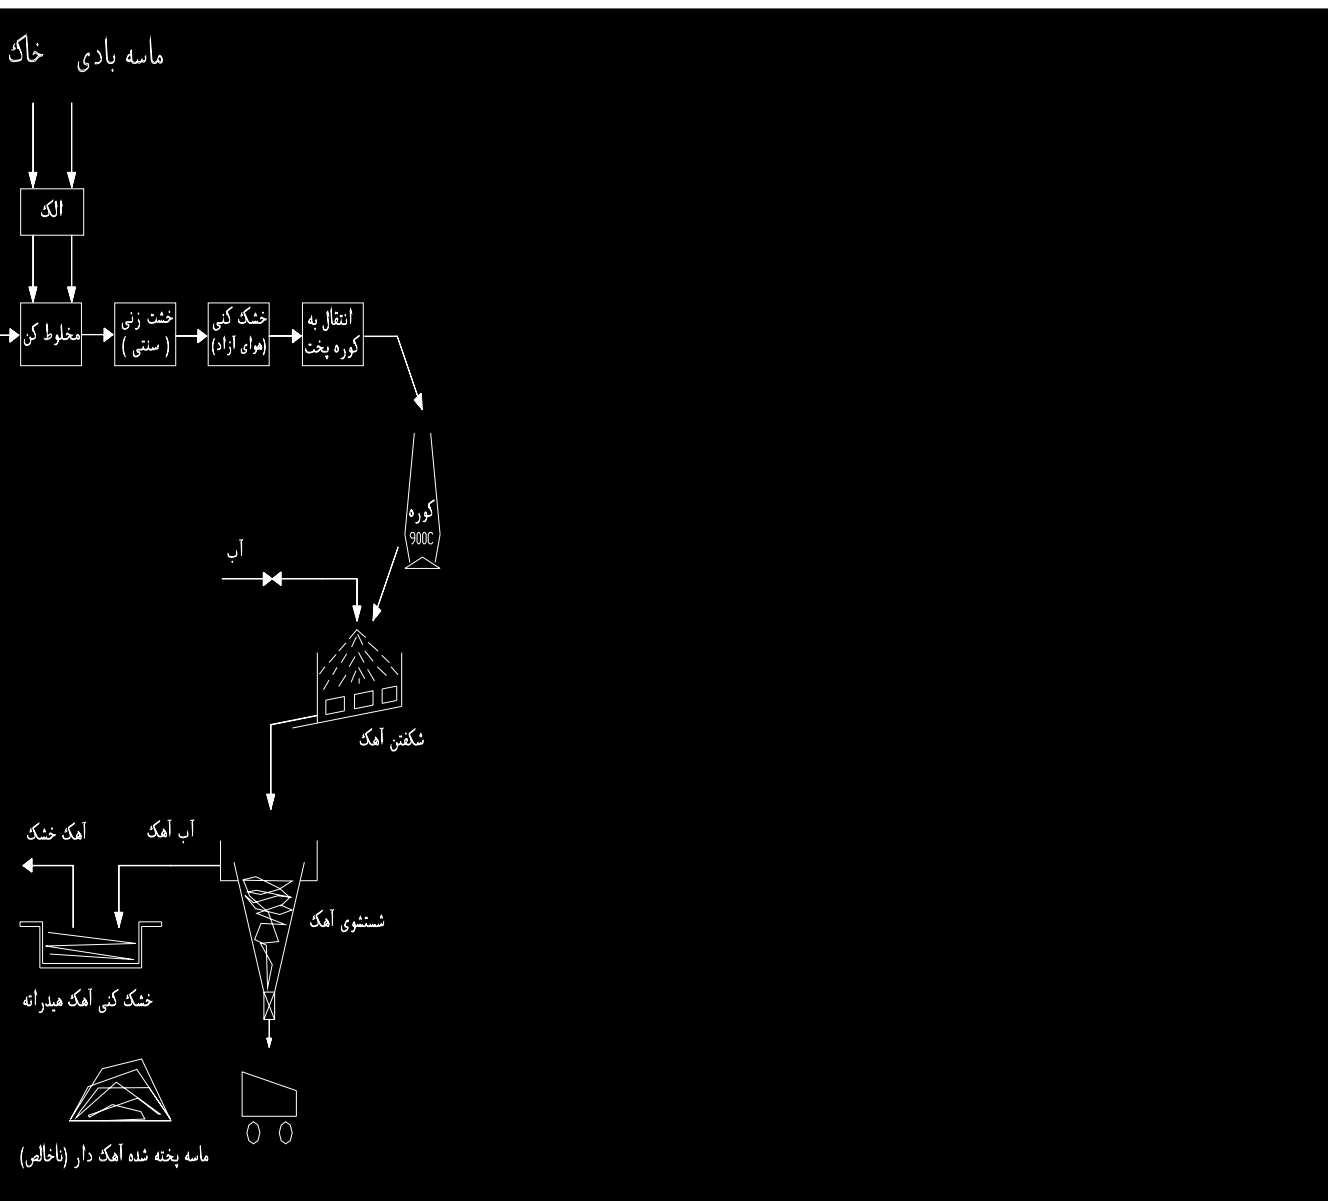 خاک
ماسه بادی
الک
مخلوط کن
خشت زنی
( سنتی )
خشک کنی
(هوای آزاد)
انتقال به
کوره پخت
کوره
900C
آب
شکفتن آهک
آهک خشک
آب آهک
شستشوی آهک
خشک کنی آهک هیدراته
ماسه پخته شده آهک دار (ناخالص)